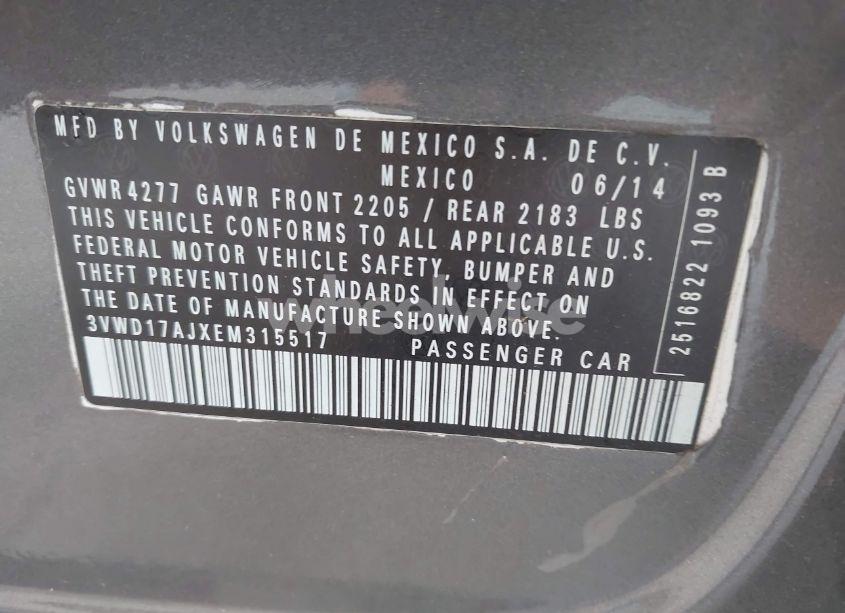 MFD BY VOLKSWAGEN DE MEXICO S.A. DE C.V.
MEXICO 06/14
GVWR 4277 GAWR FRONT 2205 / REAR 2183 LBS
THIS VEHICLE CONFORMS TO ALL APPLICABLE U.S.
FEDERAL MOTOR VEHICLE SAFETY, BUMPER AND
THEFT PREVENTION STANDARDS IN EFFECT ON
THE DATE OF MANUFACTURE SHOWN ABOVE.
3VWD17AJXEM315517 PASSENGER CAR
2516822 1093 B
wheelwise